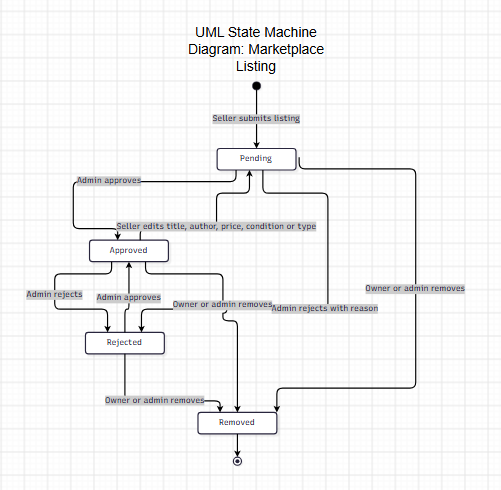 UML State Machine
Diagram: Marketplace
Listing
Seller submits listing
Pending
Admin approves
Seller edits title, author, price, condition or type
Approved
Owner or admin removes
Admin rejects
Admin approves
Owner or admin removes
Admin rejects with reason
Rejected
Owner or admin removes
Removed